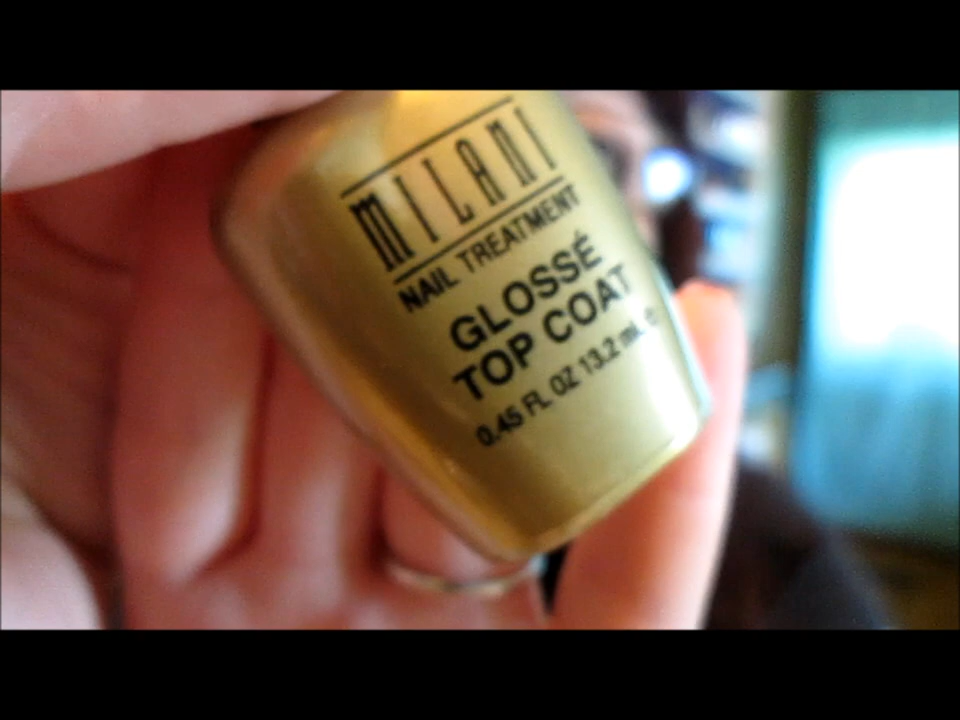 MILANI
NAIL TREATMENT
GLOSSÉ
TOP COAT
0.45 FL OZ 13.2 mL e